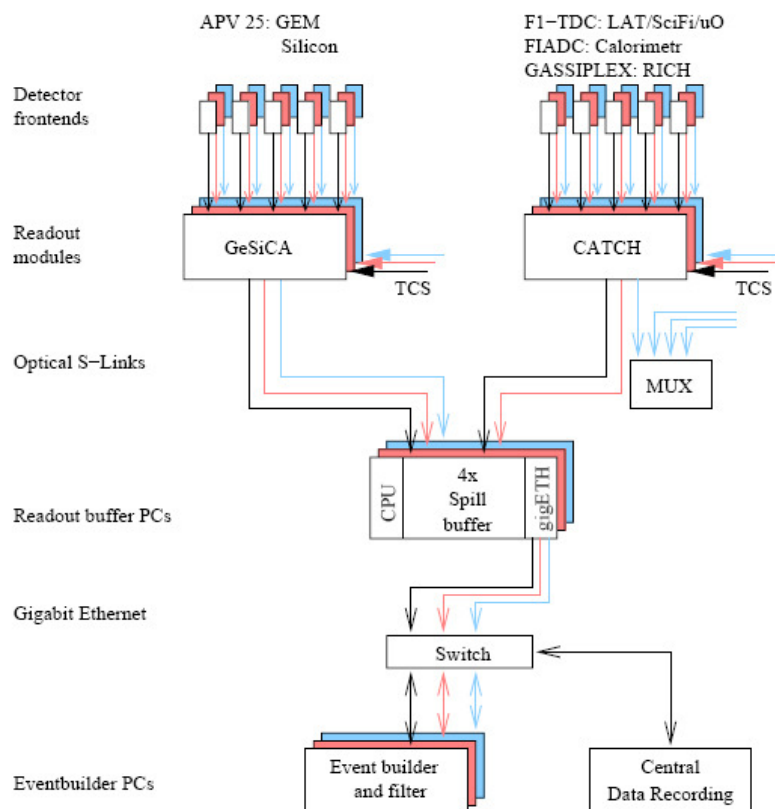 APV 25: GEM
Silicon
F1−TDC: LAT/SciFi/uO
FIADC: Calorimetr
GASSIPLEX: RICH
Detector
frontends
Readout
modules
GeSiCA
CATCH
TCS
TCS
Optical S−Links
MUX
Readout buffer PCs
CPU
4x
Spill
buffer
gigETH
Gigabit Ethernet
Switch
Eventbuilder PCs
Event builder
and filter
Central
Data Recording